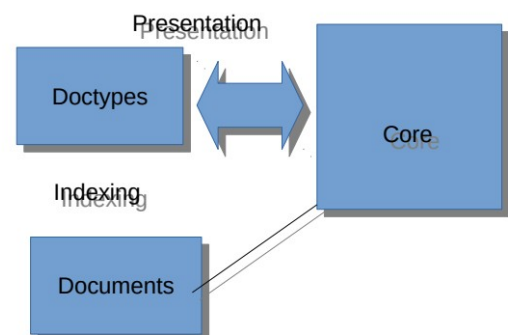 Presentation
Doctypes
Core
Indexing
Documents